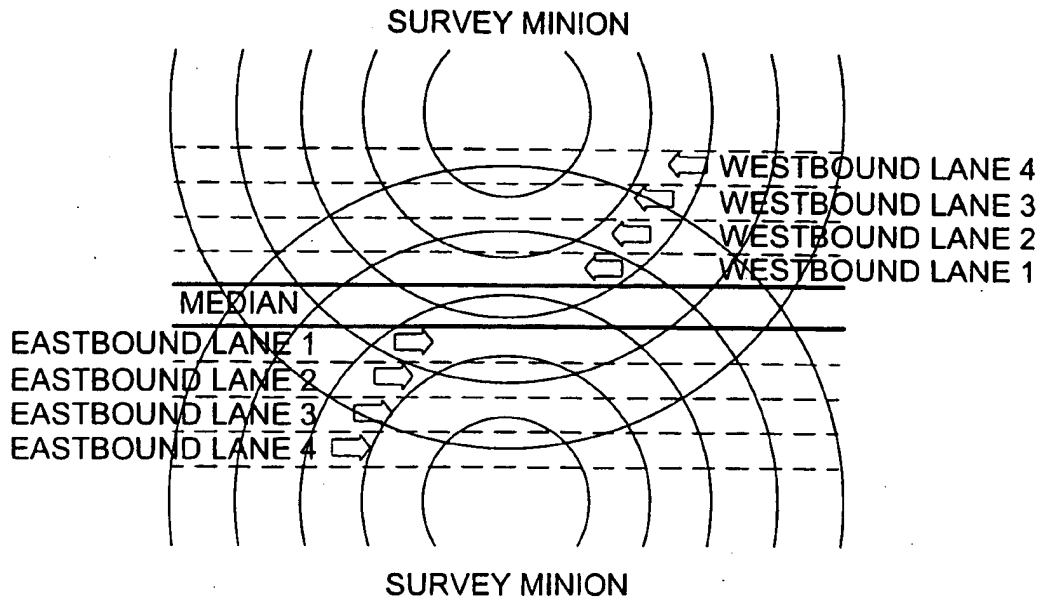 SURVEY MINION
WESTBOUND LANE 4
WESTBOUND LANE 3
WESTBOUND LANE 2
WESTBOUND LANE 1
MEDIAN
EASTBOUND LANE 1
EASTBOUND LANE 2
EASTBOUND LANE 3
EASTBOUND LANE 4
SURVEY MINION